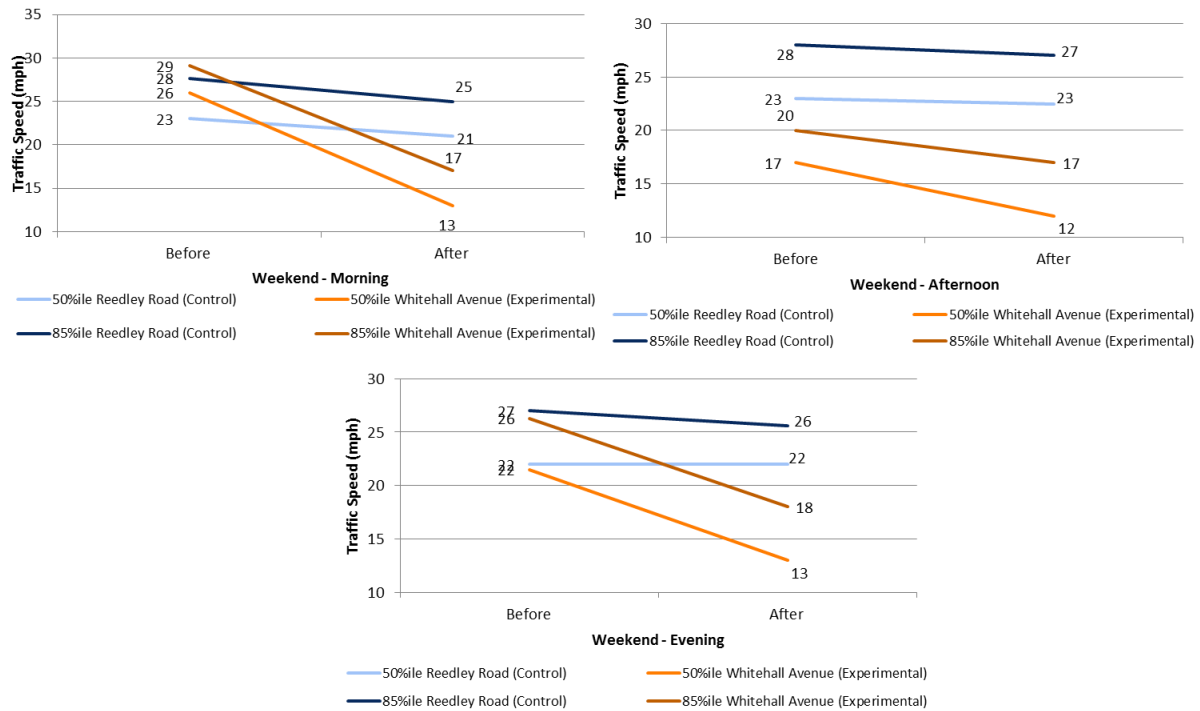 35
30
25
20
15
10
Traffic Speed (mph)
29
28
26
23
25
21
17
13
Before After
Weekend - Morning
50%ile Reedley Road (Control) 50%ile Whitehall Avenue (Experimental)
85%ile Reedley Road (Control) 85%ile Whitehall Avenue (Experimental)
30
25
20
15
10
Traffic Speed (mph)
28
23
20
17
27
23
17
12
Before After
Weekend - Afternoon
50%ile Reedley Road (Control) 50%ile Whitehall Avenue (Experimental)
85%ile Reedley Road (Control) 85%ile Whitehall Avenue (Experimental)
30
25
20
15
10
Traffic Speed (mph)
27
26
22
22
26
22
18
13
Before After
Weekend - Evening
50%ile Reedley Road (Control) 50%ile Whitehall Avenue (Experimental)
85%ile Reedley Road (Control) 85%ile Whitehall Avenue (Experimental)